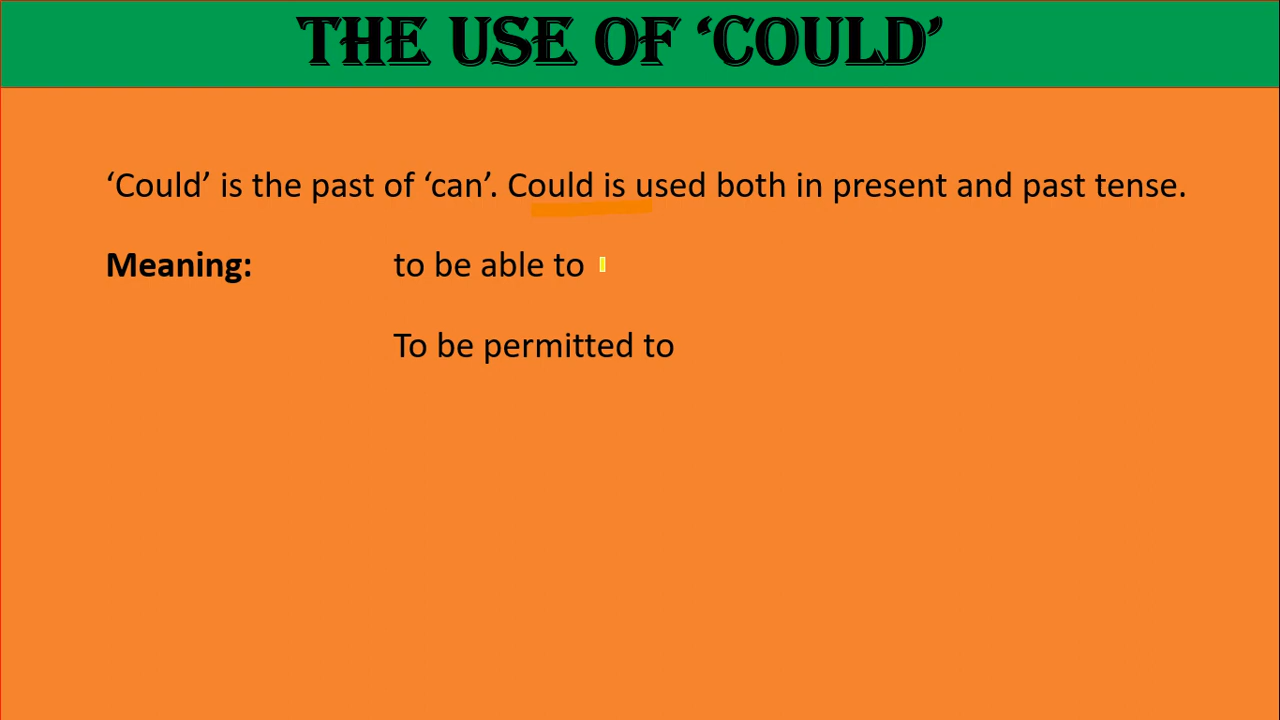 THE USE OF ‘COULD’
‘Could’ is the past of ‘can’. Could is used both in present and past tense.
Meaning: to be able to
To be permitted to